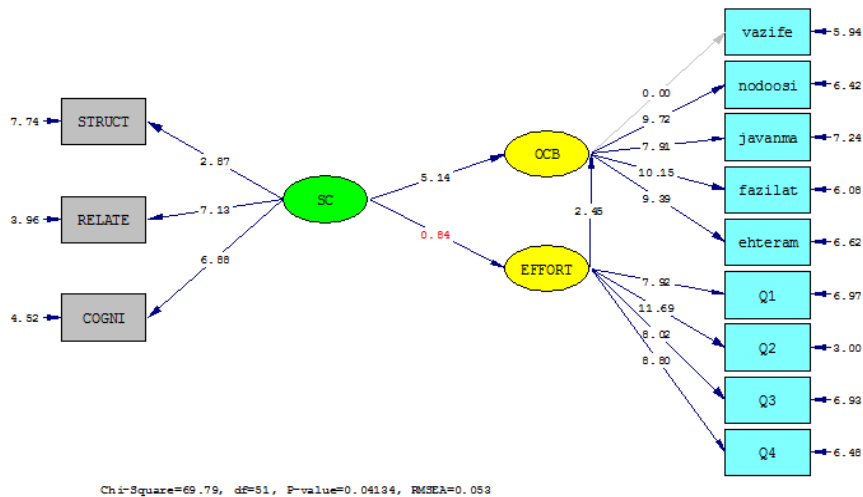 vazife
5.94
0.00
nodoosi
6.42
9.72
7.74
STRUCT
javanma
7.24
7.91
OCB
10.15
2.87
fazilat
6.08
5.14
9.39
SC
2.45
3.96
RELATE
7.13
ehteram
6.62
0.84
6.88
EFFORT
7.92
Q1
6.97
11.69
4.52
COGNI
8.02
Q2
3.00
8.80
Q3
6.93
Q4
6.48
Chi-Square=69.79, df=51, P-value=0.04134, RMSEA=0.053